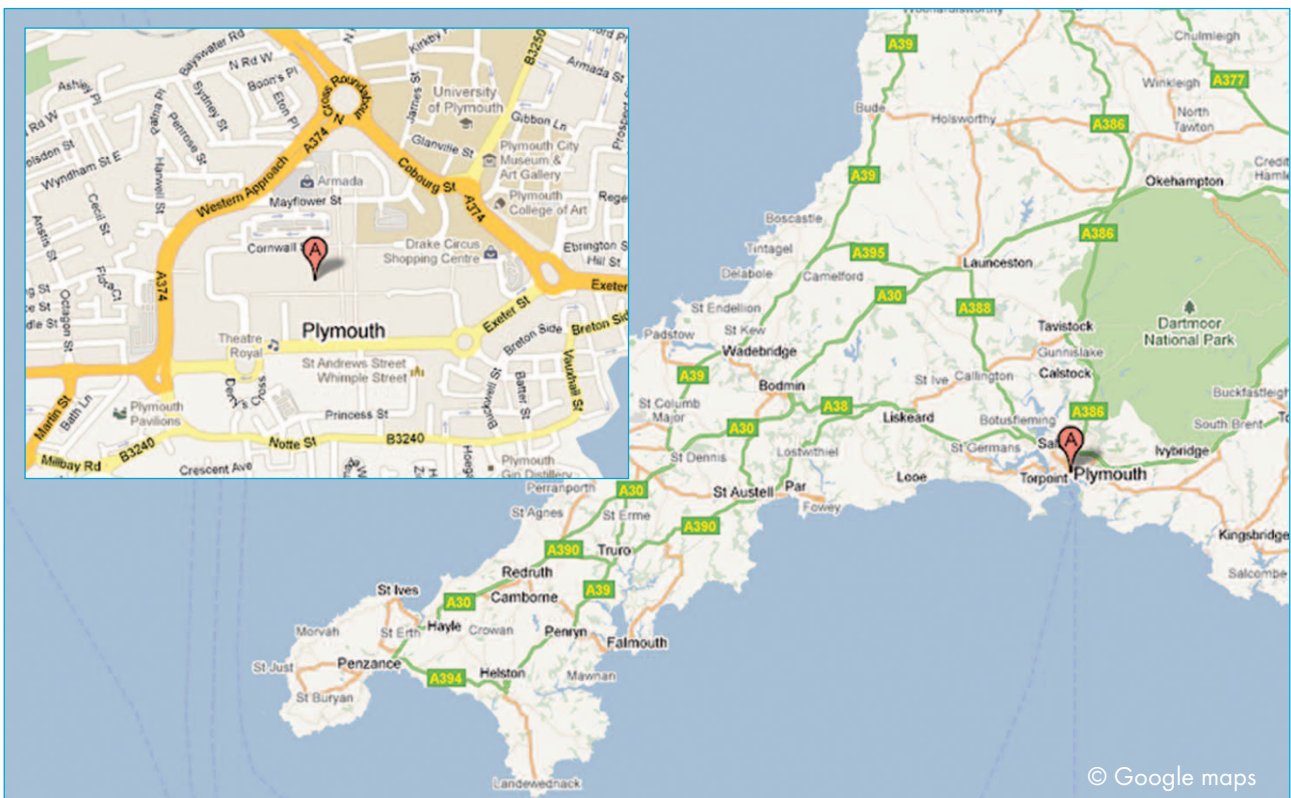 Bayswater Rd
N Rd W
Boon's Pl
Eton Pl
Sydney St
Ashley Pl
Rd W
Patna Pl
Penrose St
Wyndham St E
Harwell St
Cecil St
Anstis St
Octagon St
N Cross Roundabout
James St
University
of Plymouth
B3250
Armada St
Gibbon Ln
Glanville St
Plymouth City
Museum &
Art Gallery
Plymouth
College of Art
Western Approach
A374
Cobourg St
A374
Armada
Mayflower St
Cornwall
A
Drake Circus
Shopping Centre
Ebrington S
Hill St
Exeter
A374
Plymouth
Exeter St
Theatre
Royal
St Andrews Street
Whimple Street
Breton Side
Breton Sid
Vauxhall St
Batter St
Buckwell St
Derry's Cross
Princess St
Plymouth
Pavilions
Martin St
Bath Ln
Notte St
B3240
B3240
Millbay Rd
Crescent Ave
Plymouth
Gin Distillery
A39
Chulmleigh
A377
Winkleigh
North
Tawton
Bude
Holsworthy
A386
A39
Okehampton
Boscastle
Tintagel
Delabole
A395
Camelford
A386
Launceston
A30
A388
St Endellion
Padstow
St Kew
Wadebridge
Tavistock
Gunnislake
Calstock
Dartmoor
National Park
A39
Bodmin
St Ive
Callington
Buckfastleigh
St Columb
Major
A38
Liskeard
Botusfleming
A386
South Brent
A30
Lostwithiel
St Germans
A
Ivybridge
St Dennis
St Austell
Par
Looe
Torpoint
Plymouth
Fowey
Perranporth
A30
St Agnes
St Erme
A390
Kingsbridge
A390
Truro
Redruth
Salcombe
St Ives
A30
Camborne
A39
Morvah
St Erth
Hayle
Crowan
Penryn
Falmouth
St Just
Penzance
A394
Helston
Mawnan
St Buryan
Landewednack
© Google maps